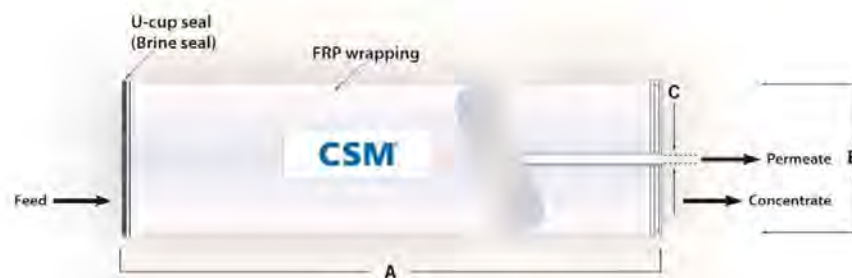 U-cup seal
(Brine seal)
FRP wrapping
C
CSM
Permeate
B
Feed
Concentrate
A